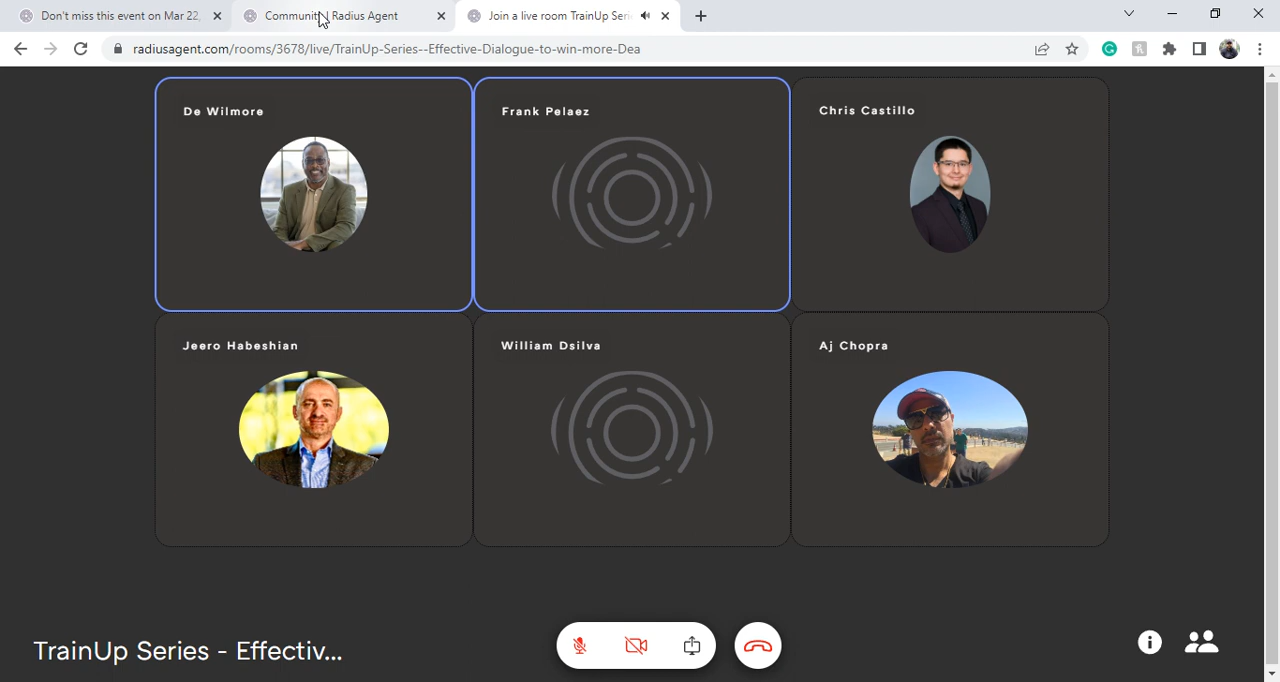 Don't miss this event on Mar 22,
Community | Radius Agent
Join a live room TrainUp Seri
radiusagent.com/rooms/3678/live/TrainUp-Series--Effective-Dialogue-to-win-more-Dea
De Wilmore
Frank Pelaez
Chris Castillo
Jeero Habeshian
William Dsilva
Aj Chopra
TrainUp Series - Effectiv...